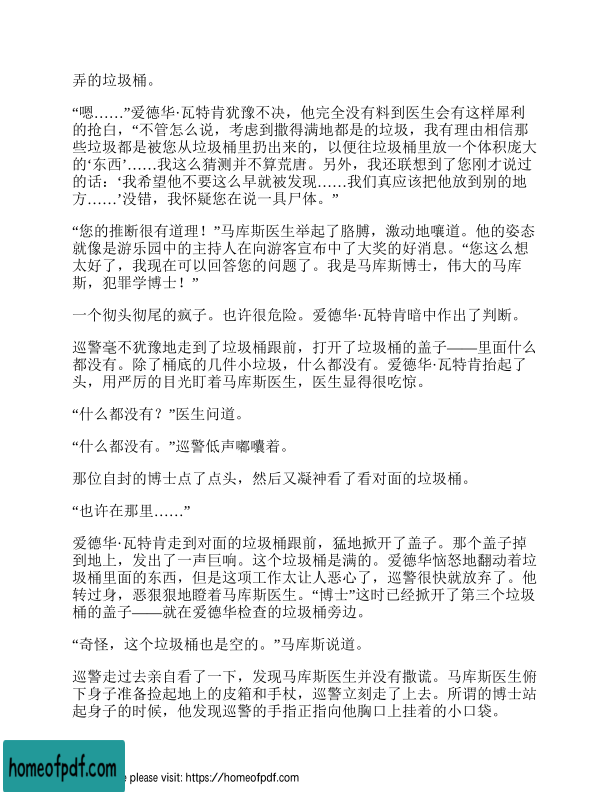 弄的垃圾桶。
“嗯……”爱德华·瓦特肯犹豫不决，他完全没有料到医生会有这样犀利
的抢白，“不管怎么说，考虑到撒得满地都是的垃圾，我有理由相信那
些垃圾都是被您从垃圾桶里扔出来的，以便往垃圾桶里放一个体积庞大
的‘东西’……我这么猜测并不算荒唐。另外，我还联想到了您刚才说过
的话：‘我希望他不要这么早就被发现……我们真应该把他放到别的地
方……’没错，我怀疑您在说一具尸体。”
“您的推断很有道理！”马库斯医生举起了胳膊，激动地嚷道。他的姿态
就像是游乐园中的主持人在向游客宣布中了大奖的好消息。“您这么想
太好了，我现在可以回答您的问题了。我是马库斯博士，伟大的马库
斯，犯罪学博士！”
一个彻头彻尾的疯子。也许很危险。爱德华·瓦特肯暗中作出了判断。
巡警毫不犹豫地走到了垃圾桶跟前，打开了垃圾桶的盖子——里面什么
都没有。除了桶底的几件小垃圾，什么都没有。爱德华·瓦特肯抬起了
头，用严厉的目光盯着马库斯医生，医生显得很吃惊。
“什么都没有？”医生问道。
“什么都没有。”巡警低声嘟囔着。
那位自封的博士点了点头，然后又凝神看了看对面的垃圾桶。
“也许在那里……”
爱德华·瓦特肯走到对面的垃圾桶跟前，猛地掀开了盖子。那个盖子掉
到地上，发出了一声巨响。这个垃圾桶是满的。爱德华恼怒地翻动着垃
圾桶里面的东西，但是这项工作太让人恶心了，巡警很快就放弃了。他
转过身，恶狠狠地瞪着马库斯医生。“博士”这时已经掀开了第三个垃圾
桶的盖子——就在爱德华检查的垃圾桶旁边。
“奇怪，这个垃圾桶也是空的。”马库斯说道。
巡警走过去亲自看了一下，发现马库斯医生并没有撒谎。马库斯医生俯
下身子准备捡起地上的皮箱和手杖，巡警立刻走了上去。所谓的博士站
起身子的时候，他发现巡警的手指正指向他胸口上挂着的小口袋。
homeofpdf.com
e please visit: https://homeofpdf.com